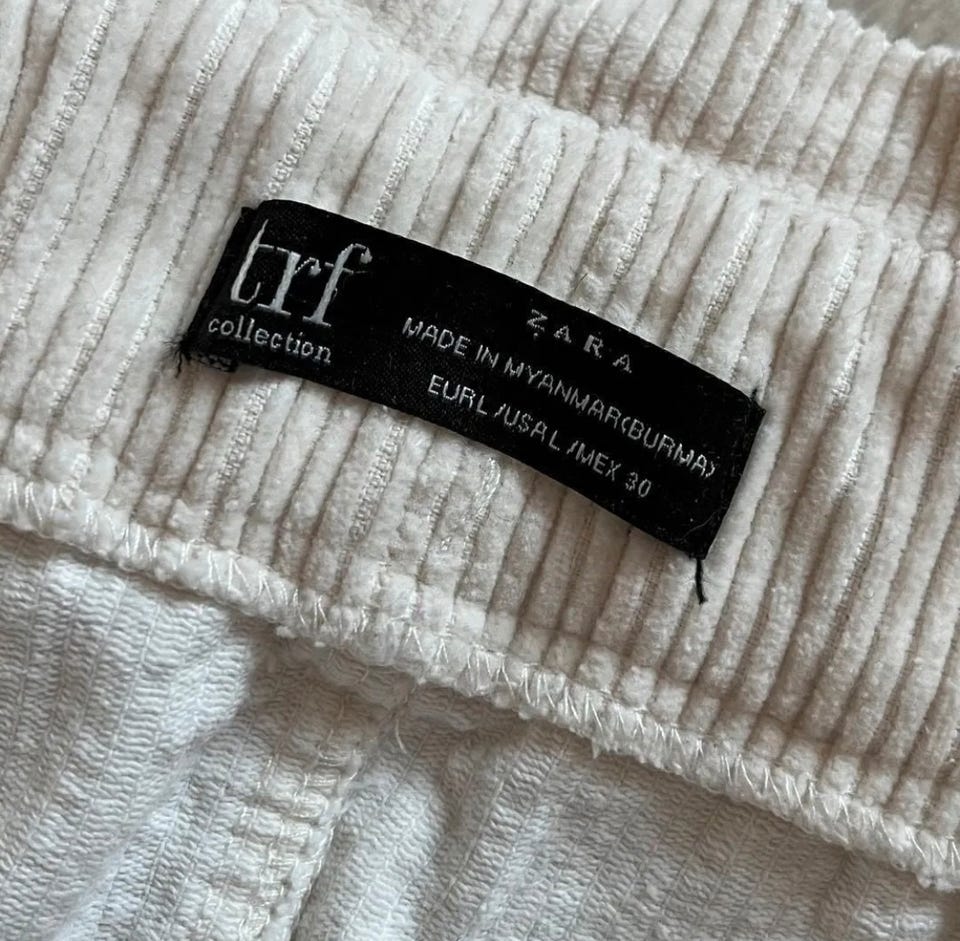 trf
collection
ZARA
MADE IN MYANMAR(BURMA)
EUR L /USA L /MEX 30